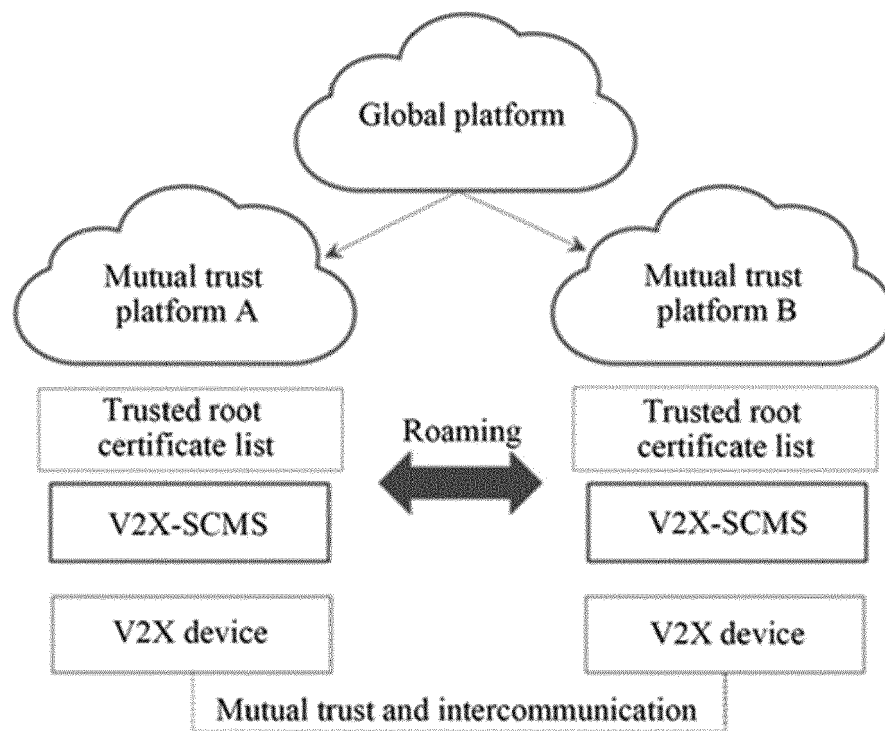 Global platform
Mutual trust
platform A
Mutual trust
platform B
Trusted root
certificate list
Roaming
Trusted root
certificate list
V2X-SCMS
V2X-SCMS
V2X device
V2X device
Mutual trust and intercommunication